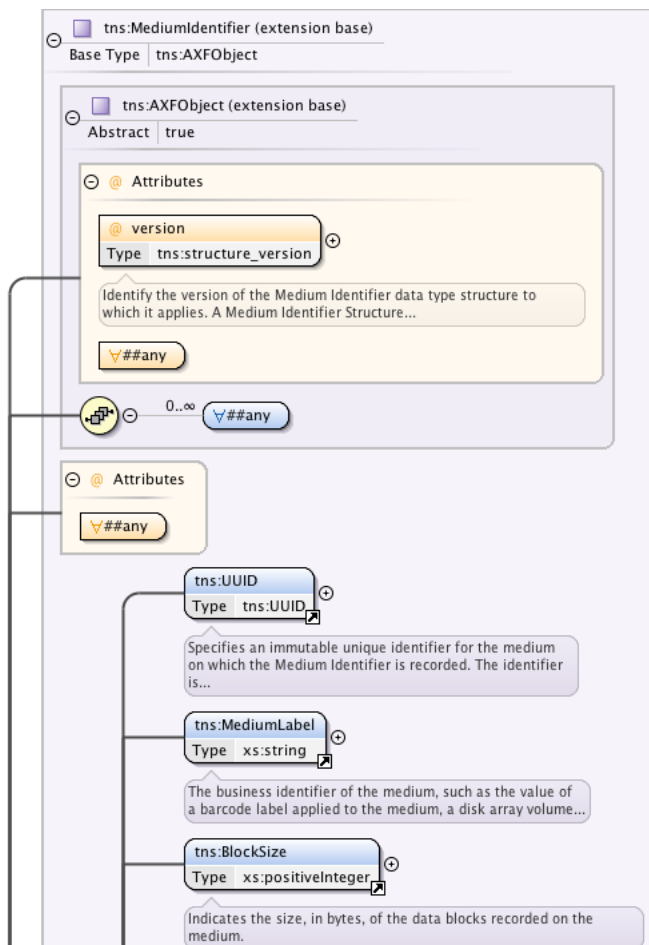 tns:MediumIdentifier (extension base)
Base Type tns:AXFObject
tns:AXFObject (extension base)
Abstract true
@ Attributes
@ version
Type tns:structure_version
Identify the version of the Medium Identifier data type structure to
which it applies. A Medium Identifier Structure...
∀##any
0..∞ ∀##any
@ Attributes
∀##any
tns:UUID
Type tns:UUID
Specifies an immutable unique identifier for the medium
on which the Medium Identifier is recorded. The identifier
is...
tns:MediumLabel
Type xs:string
The business identifier of the medium, such as the value of
a barcode label applied to the medium, a disk array volume...
tns:BlockSize
Type xs:positiveInteger
Indicates the size, in bytes, of the data blocks recorded on the
medium.